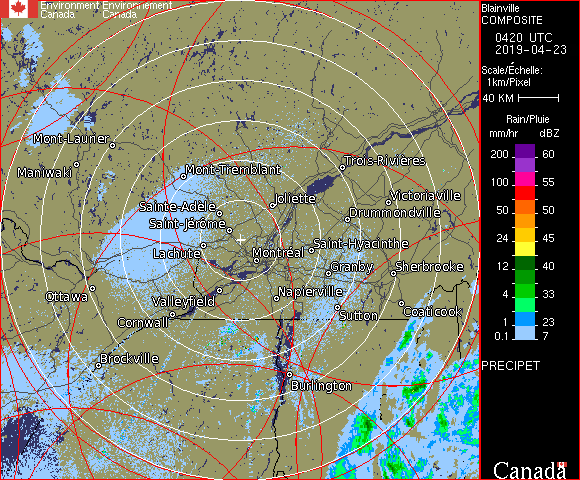 Environment Environnement
Canada Canada
Blainville
COMPOSITE
0420 UTC
2019-04-23
Scale/Échelle:
1km/Pixel
40 KM
Rain/Pluie
mm/hr dBZ
200 60
100 55
50 50
24 45
12 40
4 33
1 23
0.1 7
PRECIPET
Canada
Mont-Laurier
Maniwaki
Mont-Tremblant
Trois-Rivières
Joliette
Victoriaville
Sainte-Adèle
Drummondville
Saint-Jérôme
Saint-Hyacinthe
Lachute
Montréal
Granby
Sherbrooke
Ottawa
Valleyfield
Napierville
Coaticook
Cornwall
Sutton
Brockville
Burlington